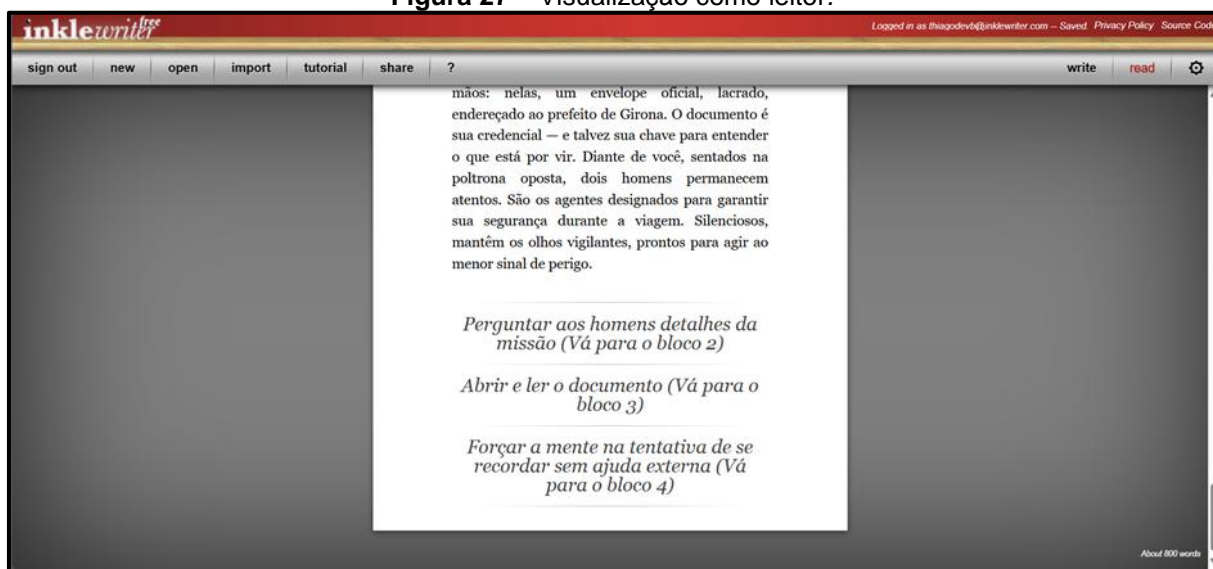 Figura 27 – Visualização como leitor.
inklewriter free
Logged in as thiagodevb@inklewriter.com – Saved Privacy Policy Source Code
sign out new open import tutorial share ? write read
mãos: nelas, um envelope oficial, lacrado,
endereçado ao prefeito de Girona. O documento é
sua credencial — e talvez sua chave para entender
o que está por vir. Diante de você, sentados na
poltrona oposta, dois homens permanecem
atentos. São os agentes designados para garantir
sua segurança durante a viagem. Silenciosos,
mantêm os olhos vigilantes, prontos para agir ao
menor sinal de perigo.
Perguntar aos homens detalhes da
missão (Vá para o bloco 2)
Abrir e ler o documento (Vá para o
bloco 3)
Forçar a mente na tentativa de se
recordar sem ajuda externa (Vá
para o bloco 4)
About 800 words